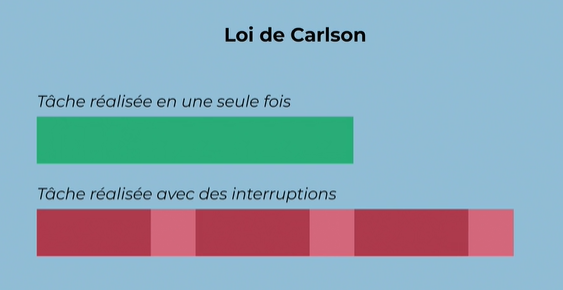 Loi de Carlson
Tâche réalisée en une seule fois
Tâche réalisée avec des interruptions